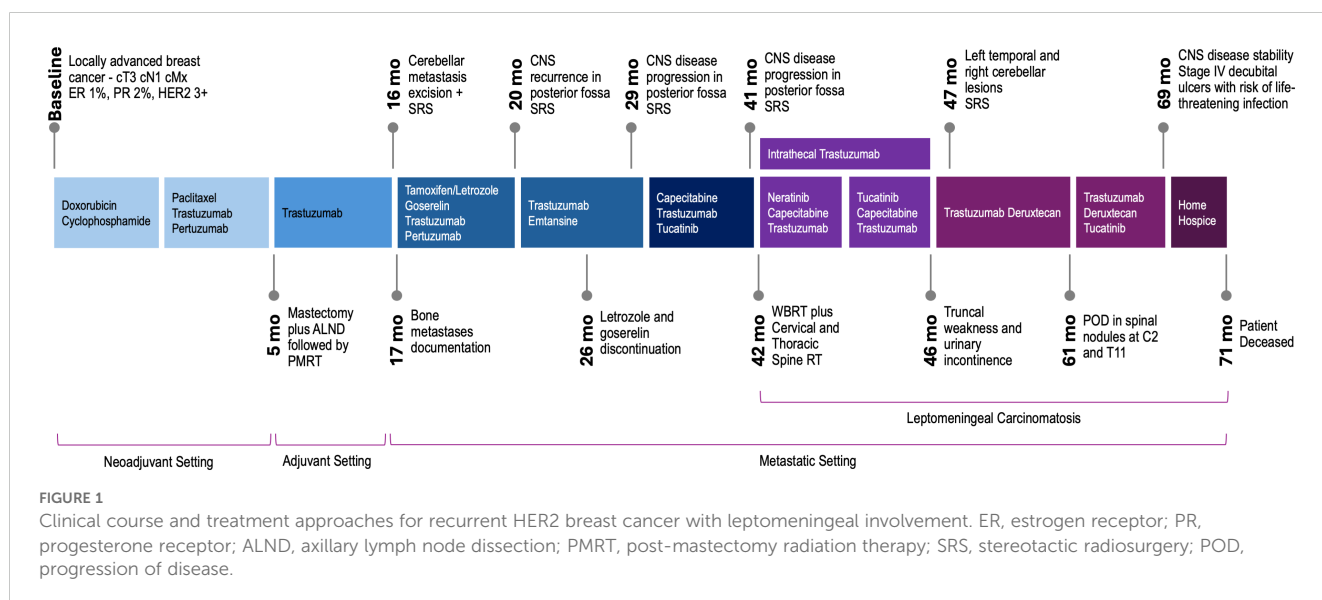 Baseline
Locally advanced breast
cancer - cT3 cN1 cMx
ER 1%, PR 2%, HER2 3+
16 mo
Cerebellar
metastasis
excision +
SRS
20 mo
CNS
recurrence in
posterior fossa
SRS
29 mo
CNS disease
progression in
posterior fossa
SRS
41 mo
CNS disease
progression in
posterior fossa
SRS
47 mo
Left temporal and
right cerebellar
lesions
SRS
69 mo
CNS disease stability
Stage IV decubital
ulcers with risk of life-
threatening infection
Intrathecal Trastuzumab
Doxorubicin
Cyclophosphamide
Paclitaxel
Trastuzumab
Pertuzumab
Trastuzumab
Tamoxifen/Letrozole
Goserelin
Trastuzumab
Pertuzumab
Trastuzumab
Emtansine
Capecitabine
Trastuzumab
Tucatinib
Neratinib
Capecitabine
Trastuzumab
Tucatinib
Capecitabine
Trastuzumab
Trastuzumab Deruxtecan
Trastuzumab
Deruxtecan
Tucatinib
Home
Hospice
5 mo
Mastectomy
plus ALND
followed by
PMRT
17 mo
Bone
metastases
documentation
26 mo
Letrozole and
goserelin
discontinuation
42 mo
WBRT plus
Cervical and
Thoracic
Spine RT
46 mo
Truncal
weakness and
urinary
incontinence
61 mo
POD in spinal
nodules at C2
and T11
71 mo
Patient
Deceased
Leptomeningeal Carcinomatosis
Neoadjuvant Setting
Adjuvant Setting
Metastatic Setting
FIGURE 1
Clinical course and treatment approaches for recurrent HER2 breast cancer with leptomeningeal involvement. ER, estrogen receptor; PR,
progesterone receptor; ALND, axillary lymph node dissection; PMRT, post-mastectomy radiation therapy; SRS, stereotactic radiosurgery; POD,
progression of disease.